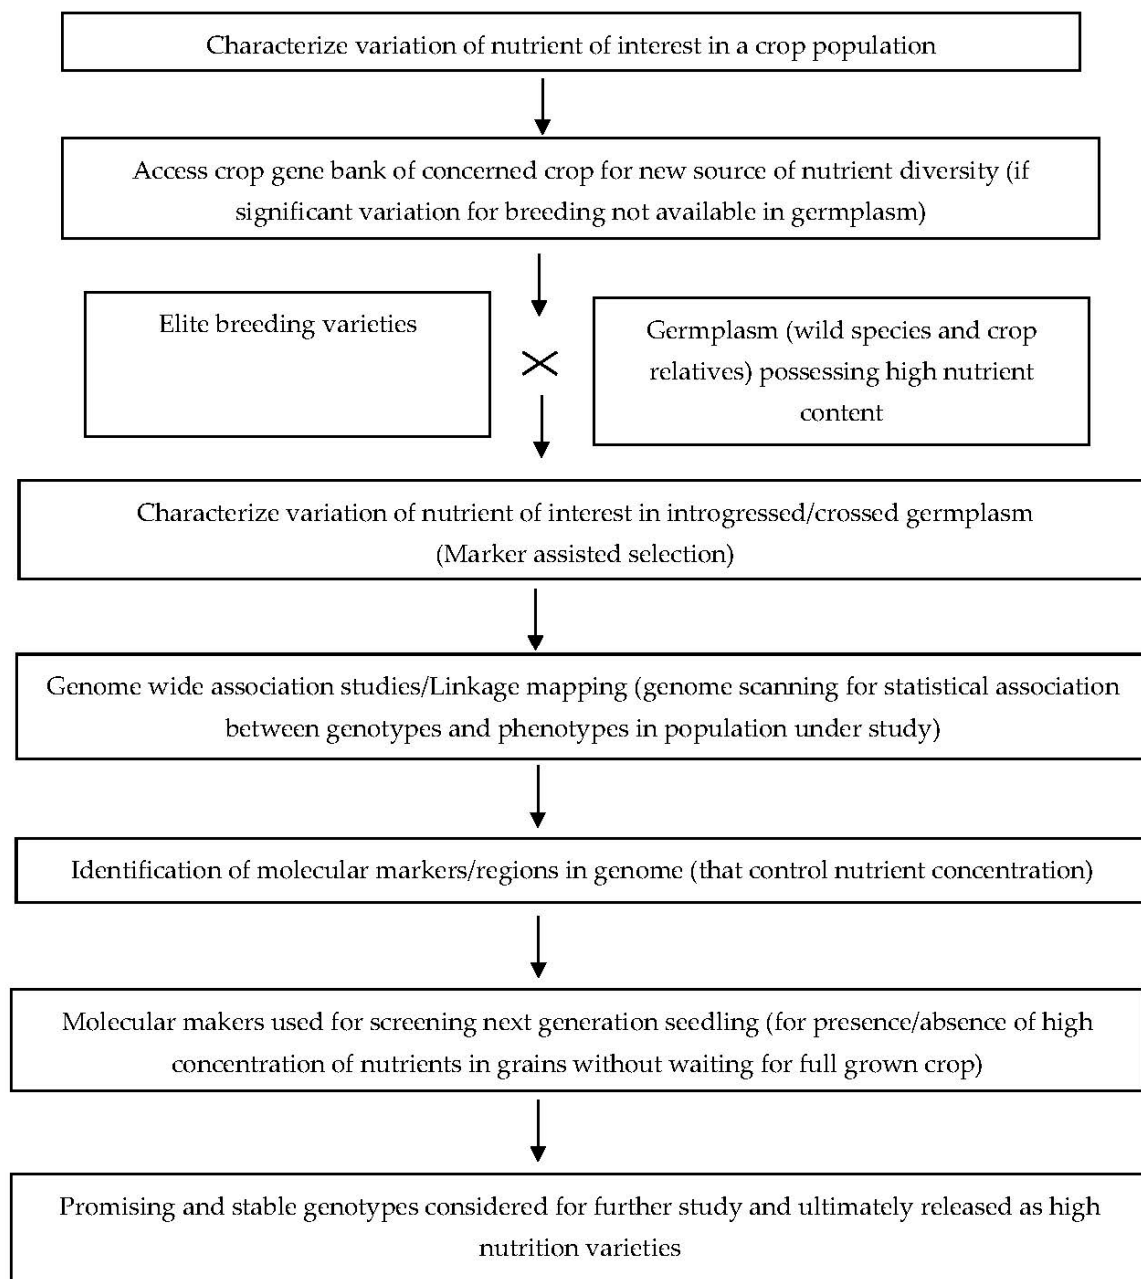 Characterize variation of nutrient of interest in a crop population
Access crop gene bank of concerned crop for new source of nutrient diversity (if
significant variation for breeding not available in germplasm)
Elite breeding varieties
Germplasm (wild species and crop
relatives) possessing high nutrient
content
Characterize variation of nutrient of interest in introgressed/crossed germplasm
(Marker assisted selection)
Genome wide association studies/Linkage mapping (genome scanning for statistical association
between genotypes and phenotypes in population under study)
Identification of molecular markers/regions in genome (that control nutrient concentration)
Molecular makers used for screening next generation seedling (for presence/absence of high
concentration of nutrients in grains without waiting for full grown crop)
Promising and stable genotypes considered for further study and ultimately released as high
nutrition varieties